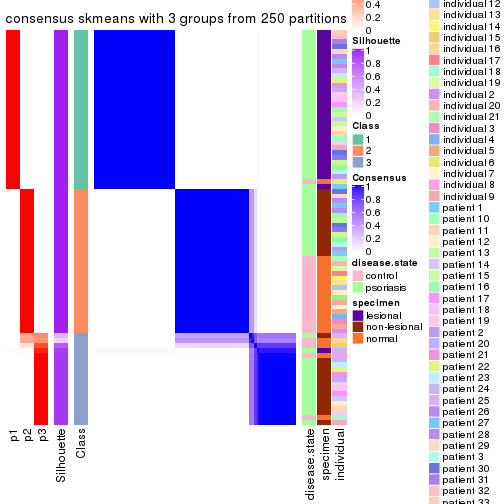 consensus skmeans with 3 groups from 250 partitions
p1
p2
p3
Silhouette
Class
disease.state
specimen
individual
0.4
0.2
0
Silhouette
1
0.8
0.6
0.4
0.2
0
Class
1
2
3
Consensus
1
0.8
0.6
0.4
0.2
0
disease.state
control
psoriasis
specimen
lesional
non-lesional
normal
individual 12
individual 13
individual 14
individual 15
individual 16
individual 17
individual 18
individual 19
individual 2
individual 20
individual 21
individual 3
individual 4
individual 5
individual 6
individual 7
individual 8
individual 9
patient 1
patient 10
patient 11
patient 12
patient 13
patient 14
patient 15
patient 16
patient 17
patient 18
patient 19
patient 2
patient 20
patient 21
patient 22
patient 23
patient 24
patient 25
patient 26
patient 27
patient 28
patient 29
patient 3
patient 30
patient 31
patient 32
patient 33